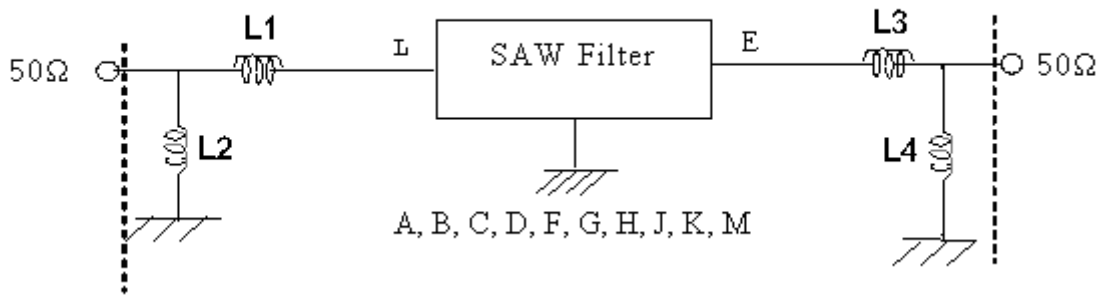 L1
L3
L
SAW Filter
E
50Ω
50Ω
L2
L4
A, B, C, D, F, G, H, J, K, M